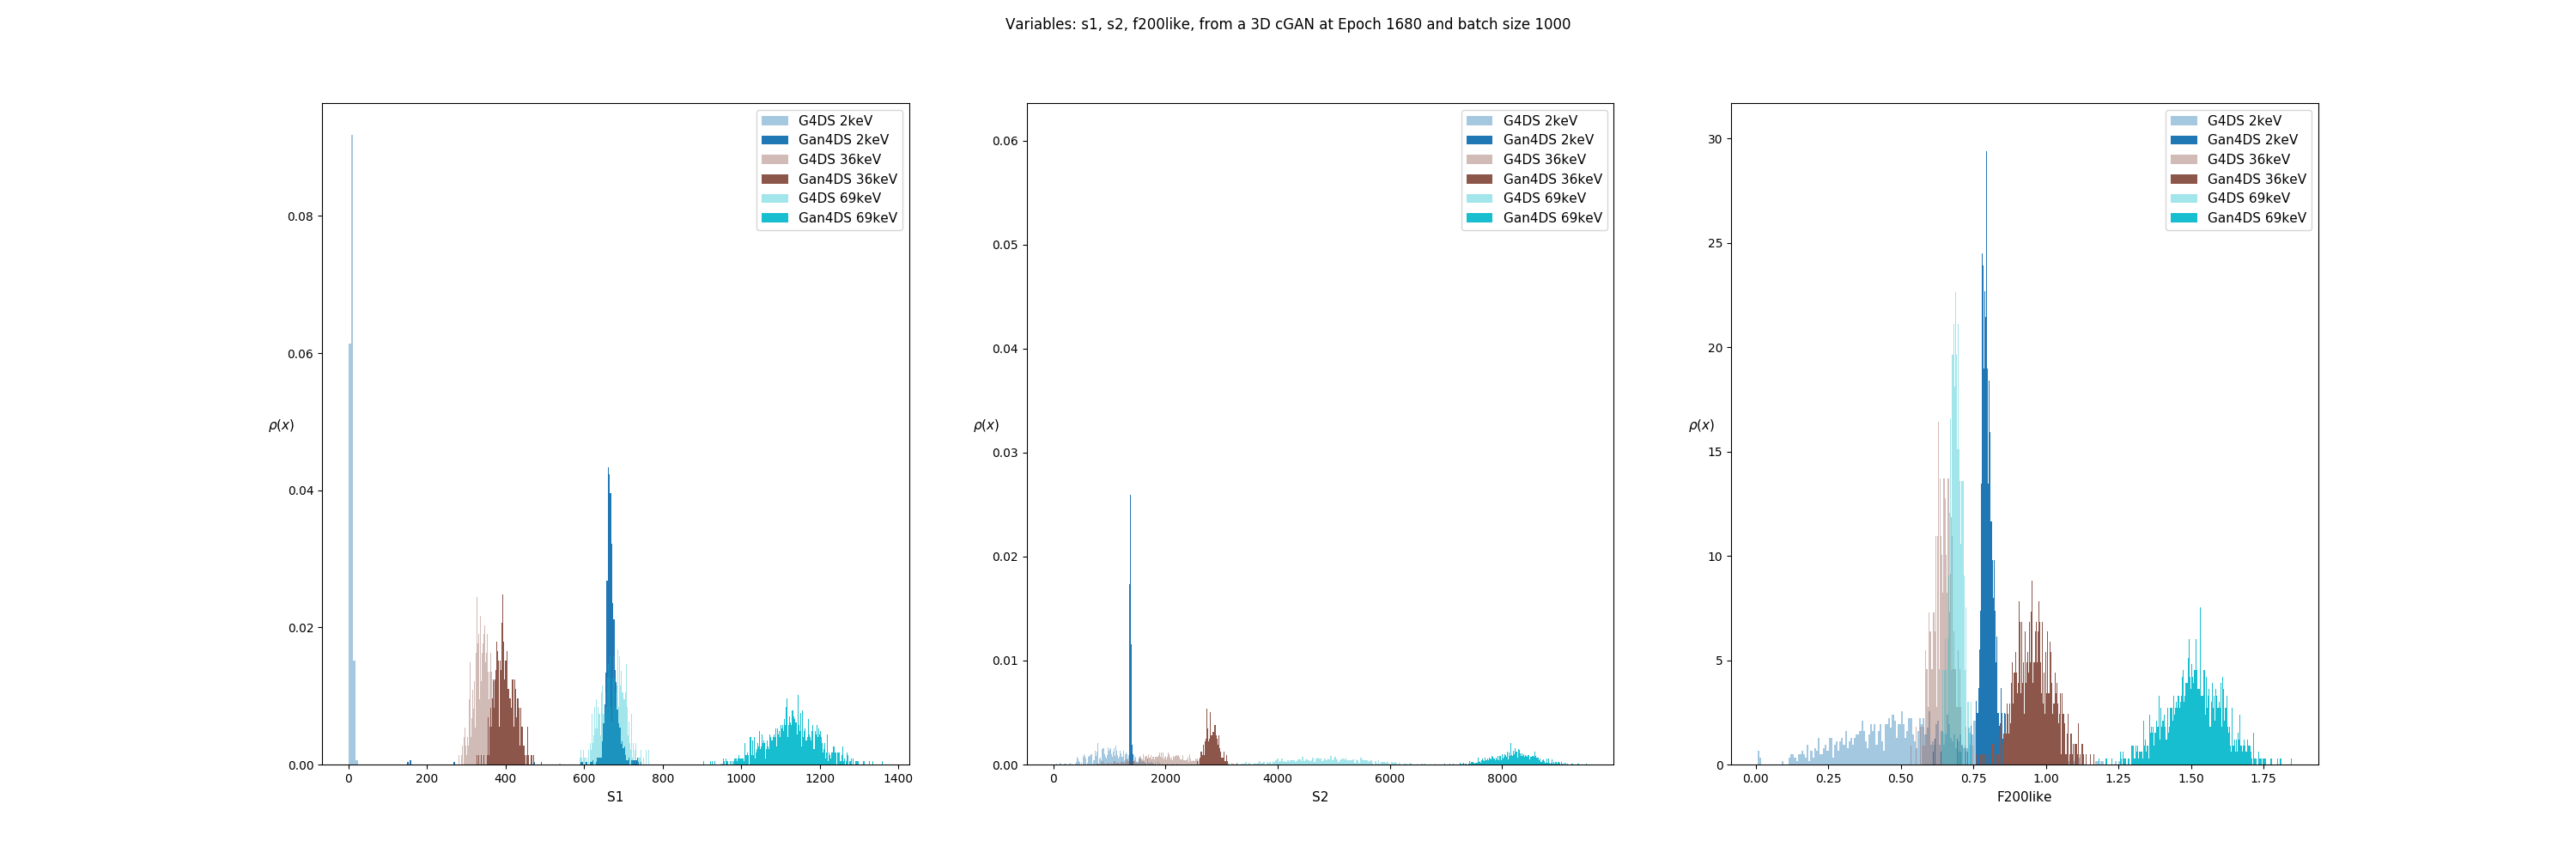 Variables: s1, s2, f200like, from a 3D cGAN at Epoch 1680 and batch size 1000
G4DS 2keV
Gan4DS 2keV
G4DS 36keV
Gan4DS 36keV
G4DS 69keV
Gan4DS 69keV
0.08
0.06
0.04
0.02
0.00
ρ(x)
0 200 400 600 800 1000 1200 1400
S1
G4DS 2keV
Gan4DS 2keV
G4DS 36keV
Gan4DS 36keV
G4DS 69keV
Gan4DS 69keV
0.06
0.05
0.04
0.03
0.02
0.01
0.00
ρ(x)
0 2000 4000 6000 8000
S2
G4DS 2keV
Gan4DS 2keV
G4DS 36keV
Gan4DS 36keV
G4DS 69keV
Gan4DS 69keV
30
25
20
15
10
5
0
ρ(x)
0.00 0.25 0.50 0.75 1.00 1.25 1.50 1.75
F200like